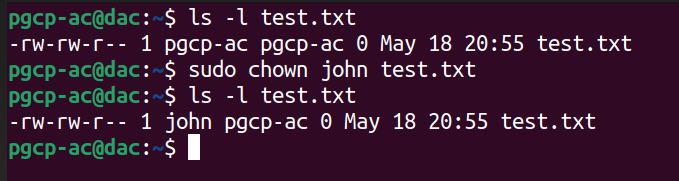 pgcp-ac@dac:~$ ls -l test.txt
-rw-rw-r-- 1 pgcp-ac pgcp-ac 0 May 18 20:55 test.txt
pgcp-ac@dac:~$ sudo chown john test.txt
pgcp-ac@dac:~$ ls -l test.txt
-rw-rw-r-- 1 john pgcp-ac 0 May 18 20:55 test.txt
pgcp-ac@dac:~$